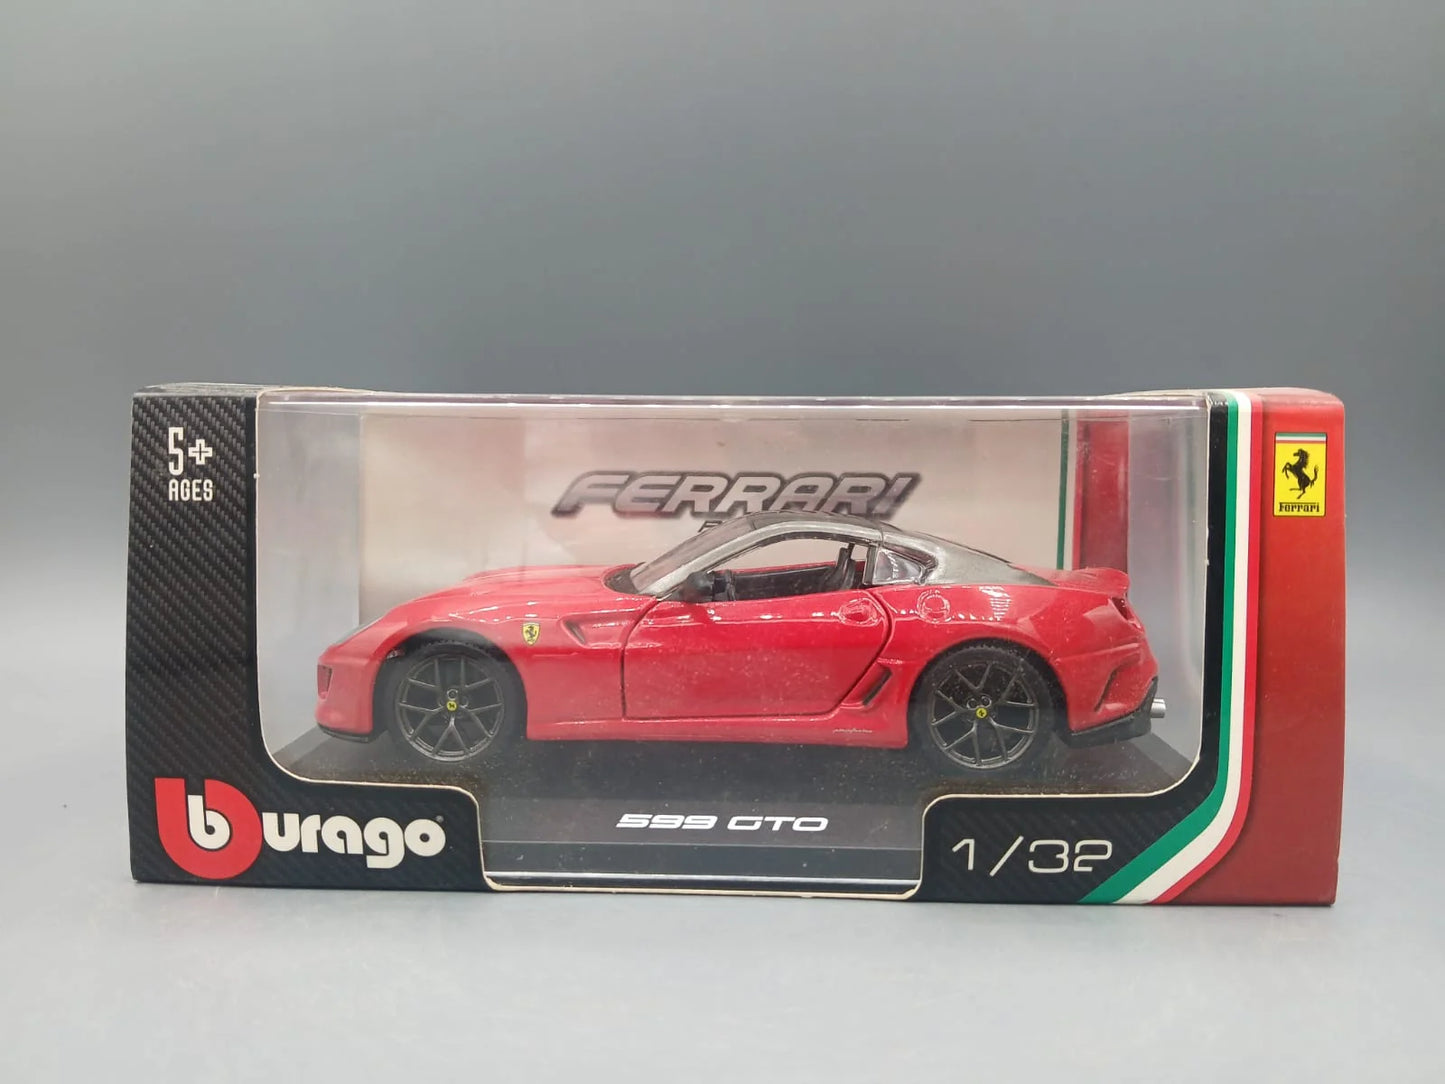 5+
AGES
FERRARI
Ferrari
burago
599 GTO
1/32